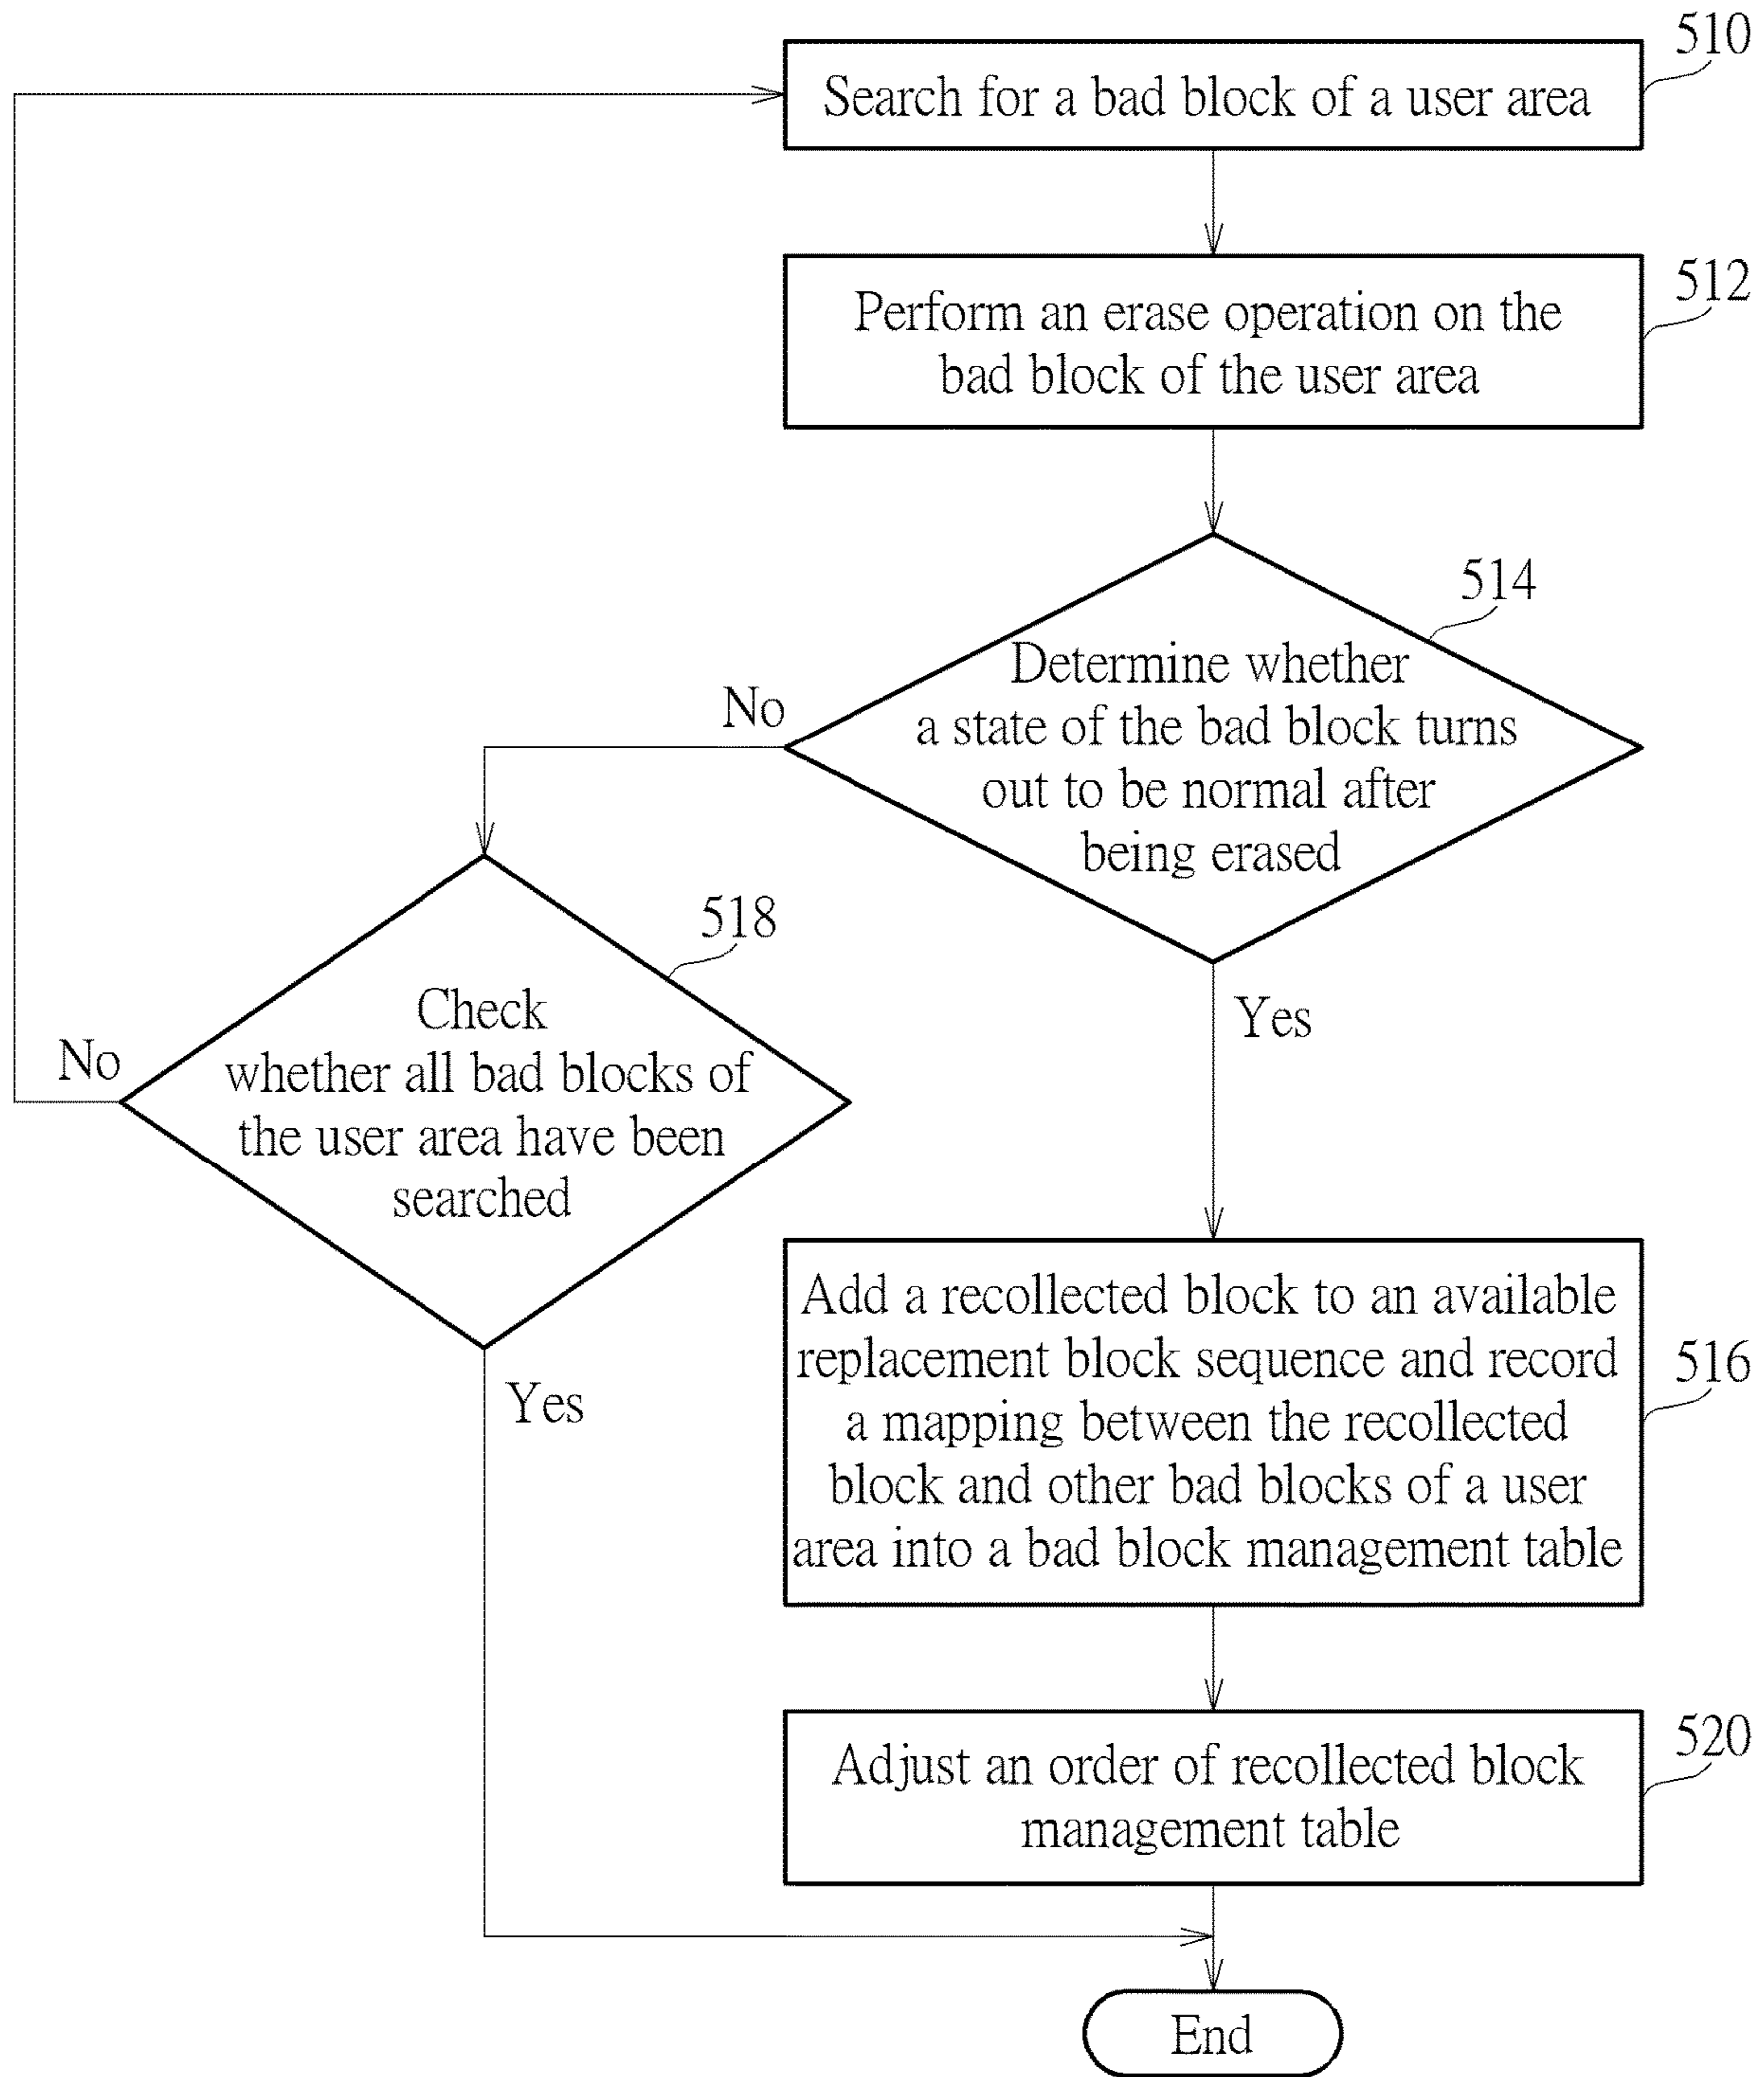 510
Search for a bad block of a user area
512
Perform an erase operation on the
bad block of the user area
514
Determine whether
a state of the bad block turns
out to be normal after
being erased
No
Yes
518
Check
whether all bad blocks of
the user area have been
searched
No
Yes
516
Add a recollected block to an available
replacement block sequence and record
a mapping between the recollected
block and other bad blocks of a user
area into a bad block management table
520
Adjust an order of recollected block
management table
End